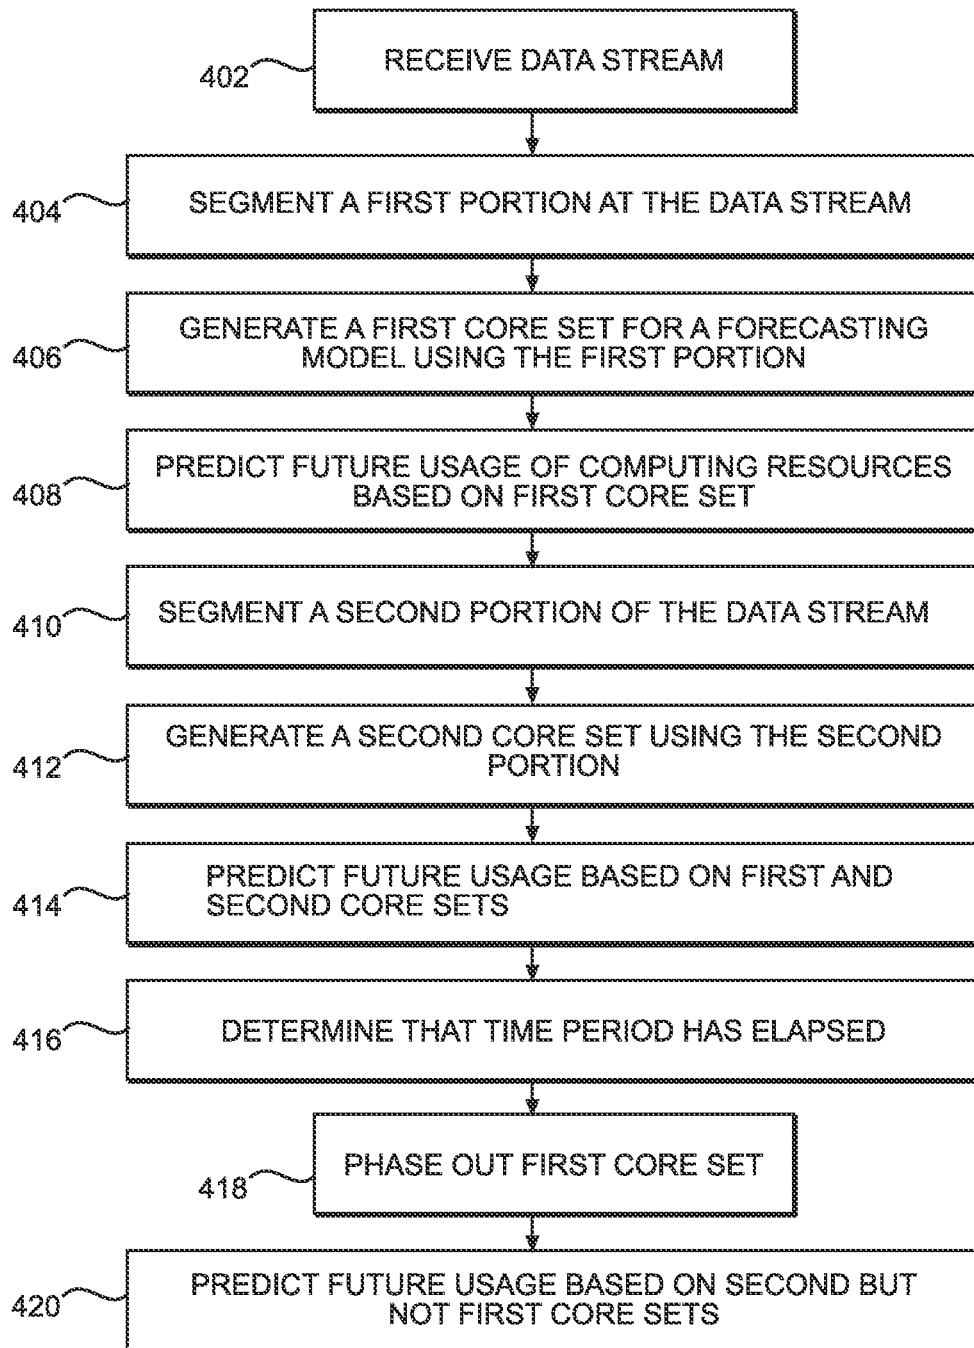 402
RECEIVE DATA STREAM
404
SEGMENT A FIRST PORTION AT THE DATA STREAM
406
GENERATE A FIRST CORE SET FOR A FORECASTING
MODEL USING THE FIRST PORTION
408
PREDICT FUTURE USAGE OF COMPUTING RESOURCES
BASED ON FIRST CORE SET
410
SEGMENT A SECOND PORTION OF THE DATA STREAM
412
GENERATE A SECOND CORE SET USING THE SECOND
PORTION
414
PREDICT FUTURE USAGE BASED ON FIRST AND
SECOND CORE SETS
416
DETERMINE THAT TIME PERIOD HAS ELAPSED
418
PHASE OUT FIRST CORE SET
420
PREDICT FUTURE USAGE BASED ON SECOND BUT
NOT FIRST CORE SETS